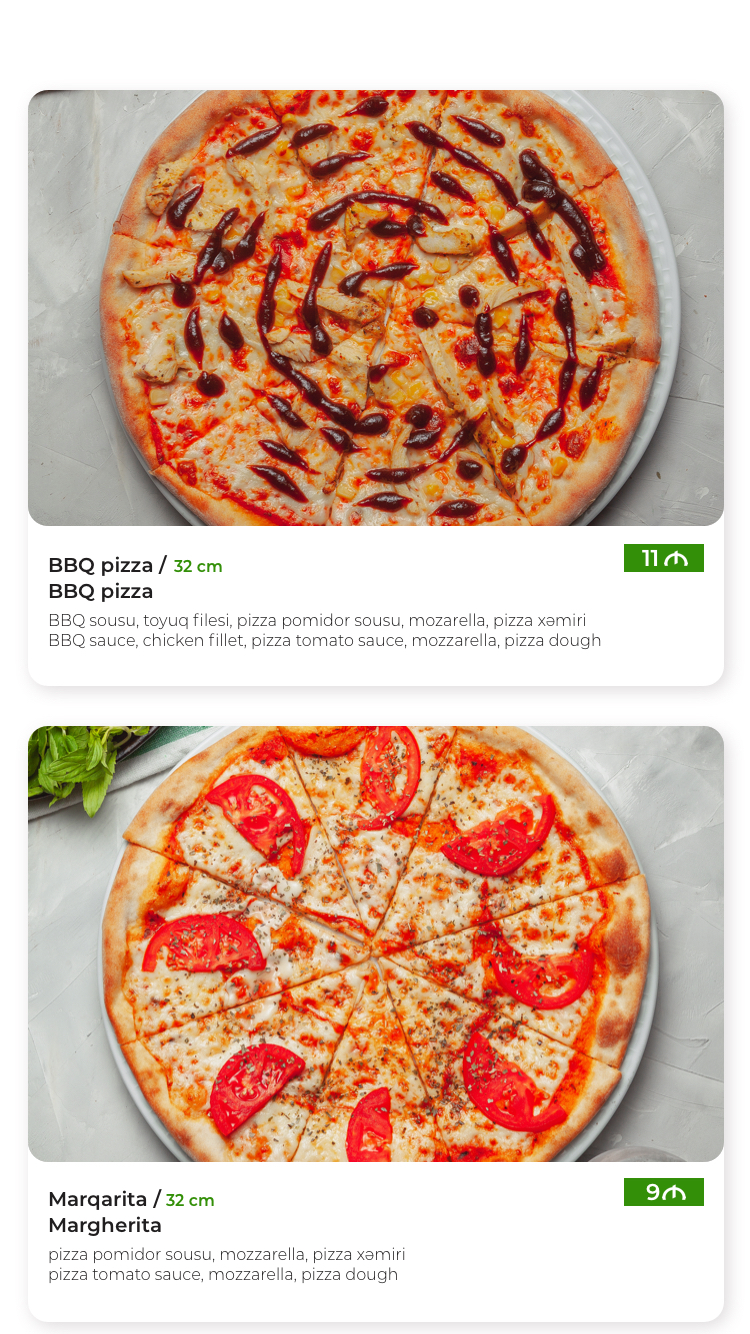 BBQ pizza / 32 cm
11 ₼
BBQ pizza
BBQ sousu, toyuq filesi, pizza pomidor sousu, mozarella, pizza xəmiri
BBQ sauce, chicken fillet, pizza tomato sauce, mozzarella, pizza dough
Marqarita / 32 cm
9₼
Margherita
pizza pomidor sousu, mozzarella, pizza xəmiri
pizza tomato sauce, mozzarella, pizza dough